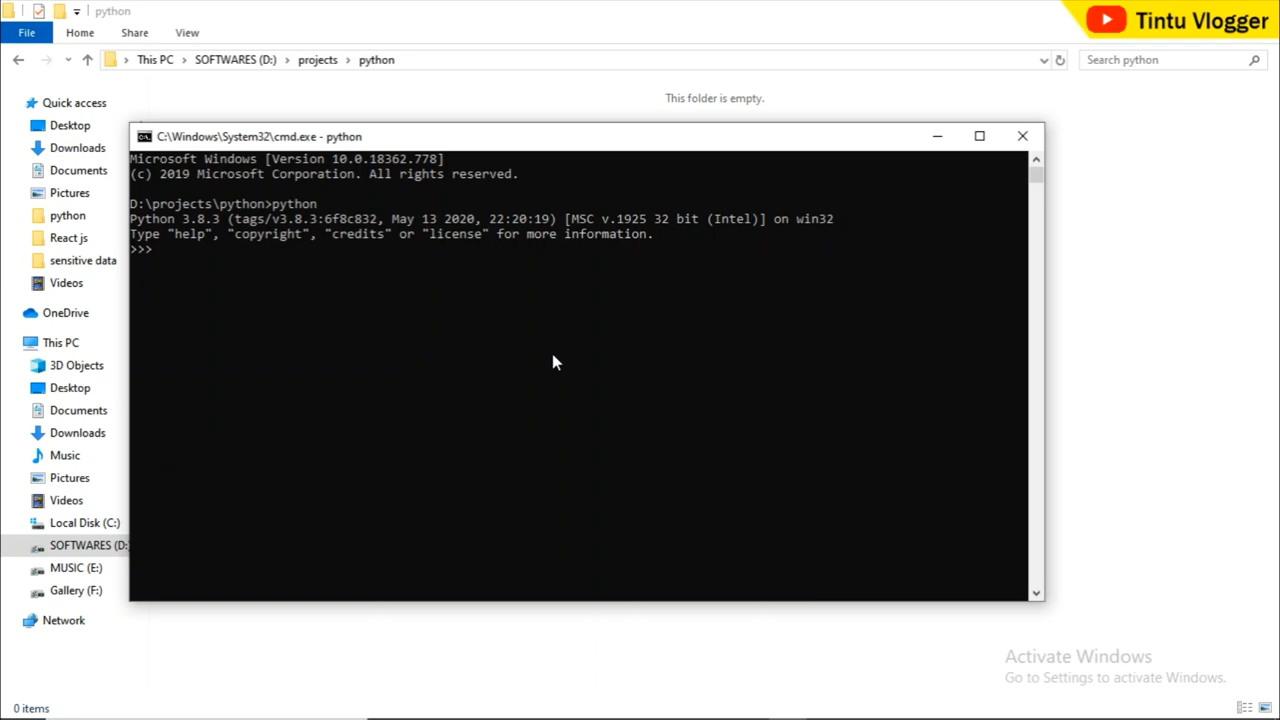 python
Tintu Vlogger
File Home Share View
This PC SOFTWARES (D:) projects python
Search python
This folder is empty.
Quick access
Desktop
Downloads
Documents
Pictures
python
React js
sensitive data
Videos
OneDrive
This PC
3D Objects
Desktop
Documents
Downloads
Music
Pictures
Videos
Local Disk (C:)
SOFTWARES (D:)
MUSIC (E:)
Gallery (F:)
Network
C:\Windows\System32\cmd.exe - python
Microsoft Windows [Version 10.0.18362.778]
(c) 2019 Microsoft Corporation. All rights reserved.
D:\projects\python>python
Python 3.8.3 (tags/v3.8.3:6f8c832, May 13 2020, 22:20:19) [MSC v.1925 32 bit (Intel)] on win32
Type "help", "copyright", "credits" or "license" for more information.
>>>
Activate Windows
Go to Settings to activate Windows.
0 items